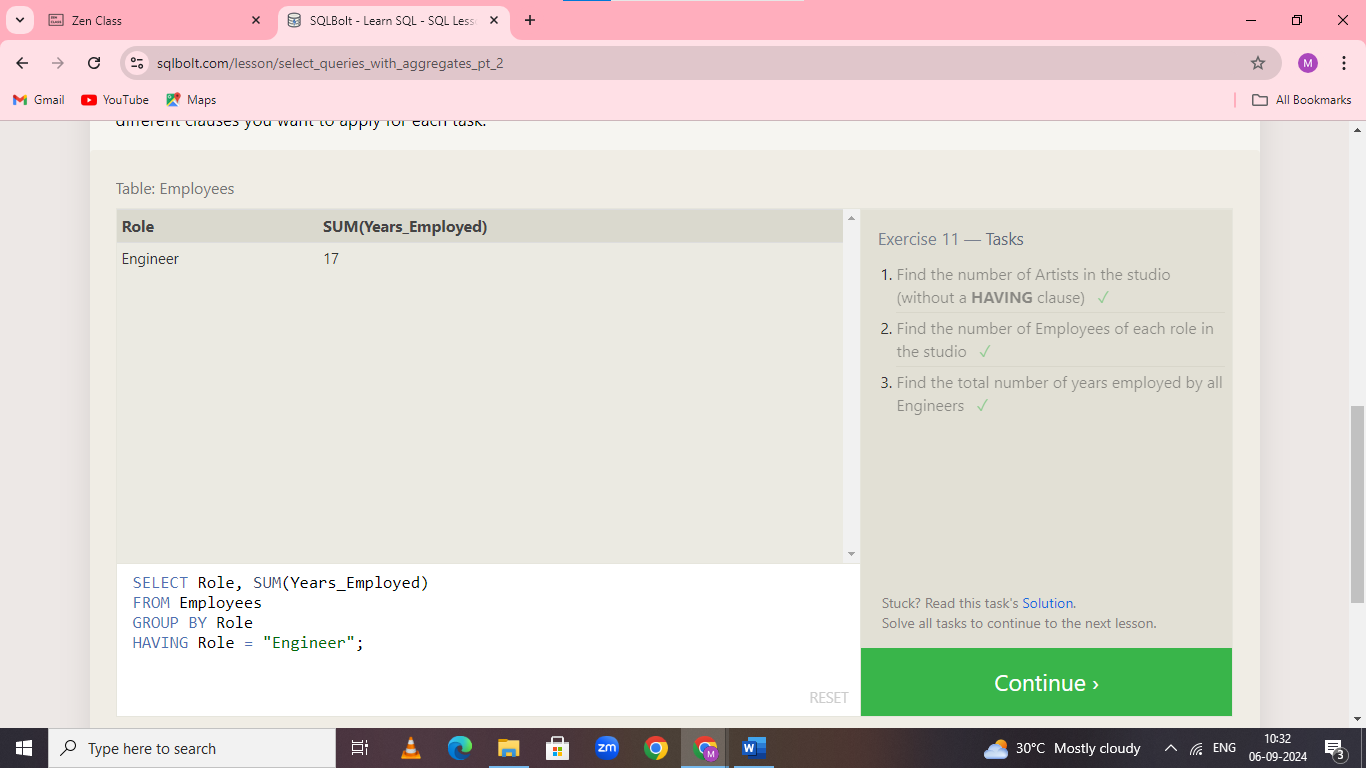 Zen Class
SQLBolt - Learn SQL - SQL Less
sqlbolt.com/lesson/select_queries_with_aggregates_pt_2
M
Gmail
YouTube
Maps
All Bookmarks
different clauses you want to apply for each task.
Table: Employees
Role SUM(Years_Employed)
Engineer 17
SELECT Role, SUM(Years_Employed)
FROM Employees
GROUP BY Role
HAVING Role = "Engineer";
RESET
Exercise 11 — Tasks
1. Find the number of Artists in the studio
(without a HAVING clause) ✓
2. Find the number of Employees of each role in
the studio ✓
3. Find the total number of years employed by all
Engineers ✓
Stuck? Read this task's Solution.
Solve all tasks to continue to the next lesson.
Continue ›
Type here to search
zm
M
W
30°C Mostly cloudy
ENG
10:32
06-09-2024
3